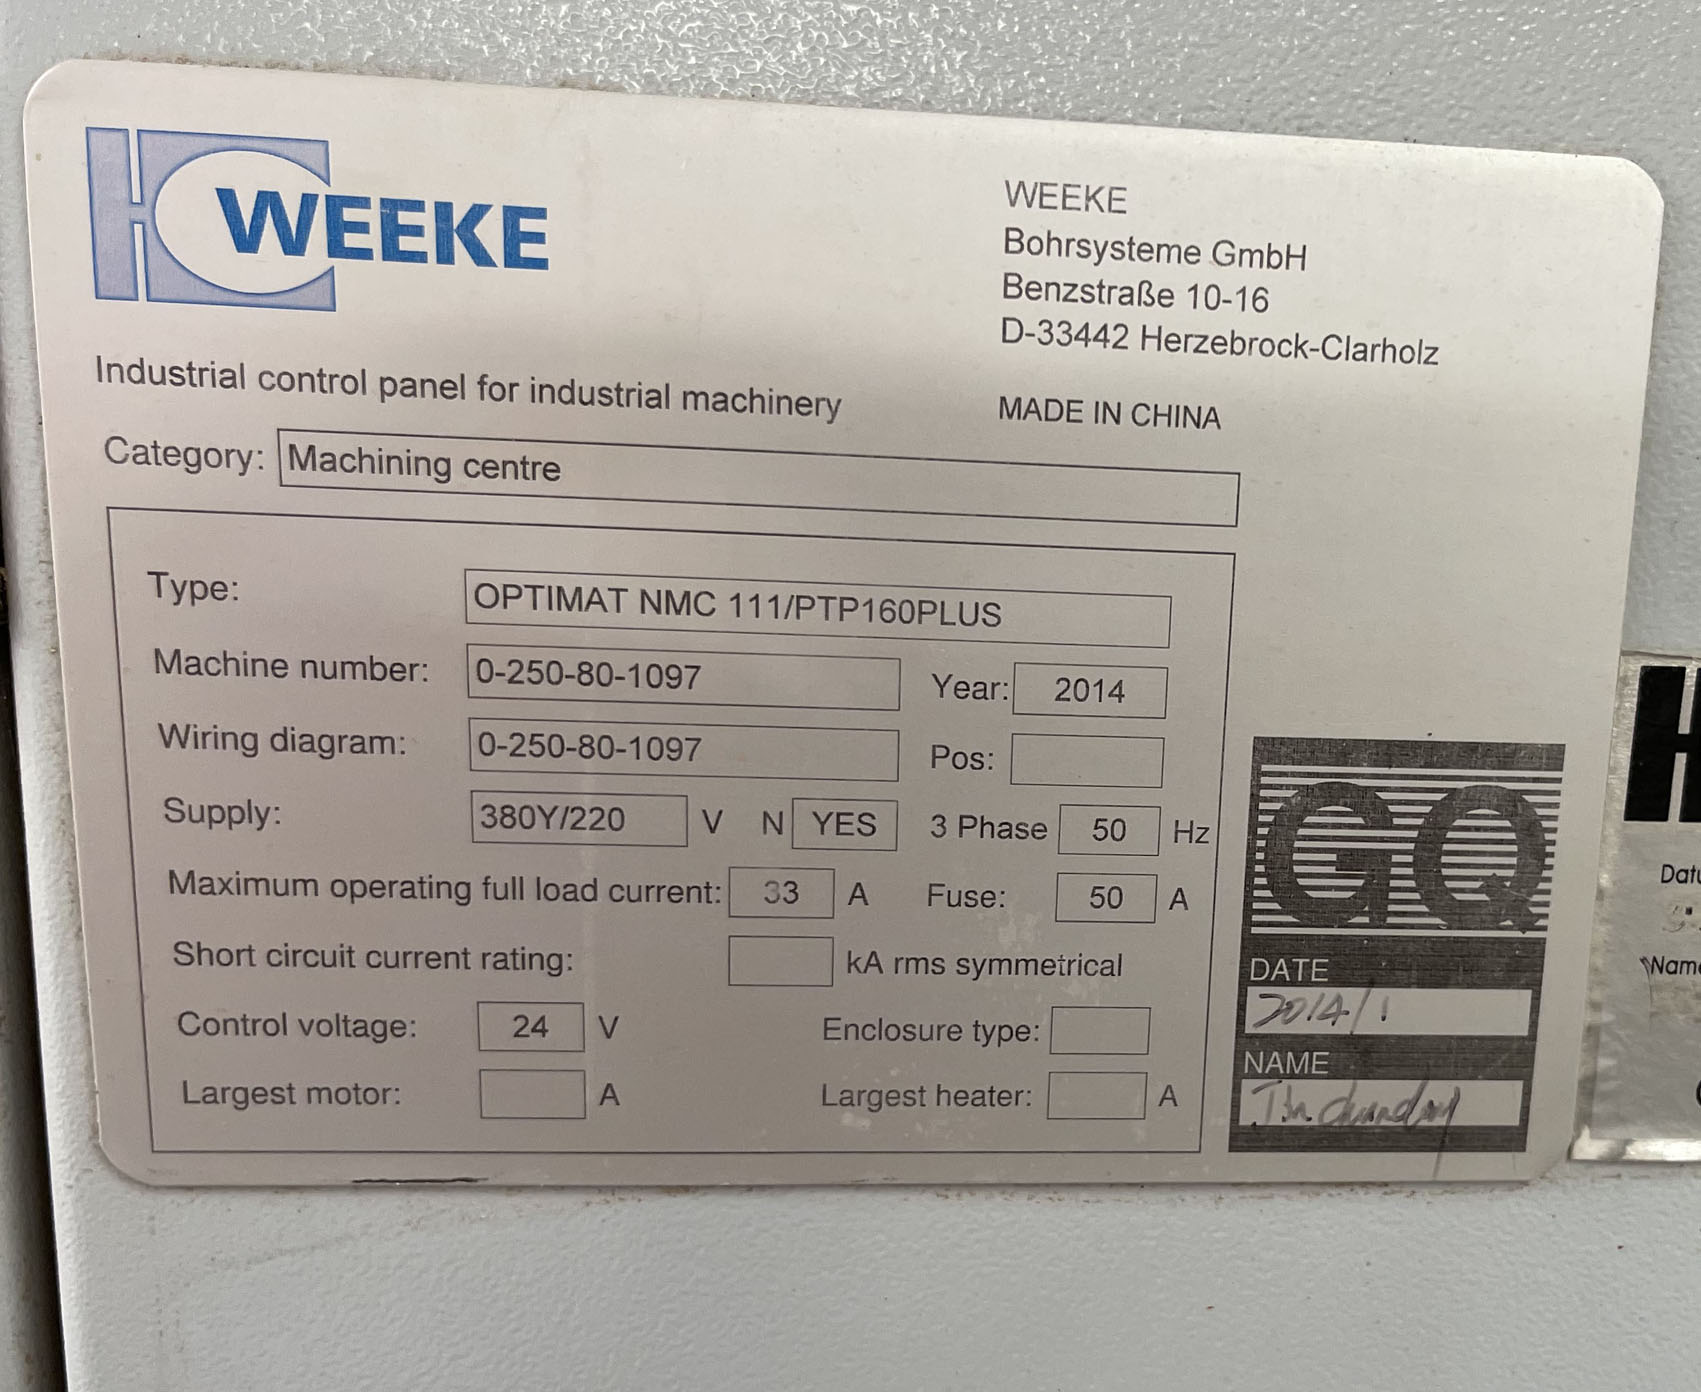 WEEKE
WEEKE
Bohrsysteme GmbH
Benzstraße 10-16
D-33442 Herzebrock-Clarholz
Industrial control panel for industrial machinery
MADE IN CHINA
Category: Machining centre
Type: OPTIMAT NMC 111/PTP160PLUS
Machine number: 0-250-80-1097 Year: 2014
Wiring diagram: 0-250-80-1097 Pos:
Supply: 380Y/220 V N YES 3 Phase 50 Hz
Maximum operating full load current: 33 A Fuse: 50 A
Short circuit current rating: kA rms symmetrical
Control voltage: 24 V Enclosure type:
Largest motor: A Largest heater: A
GQ
DATE
2014/1
NAME